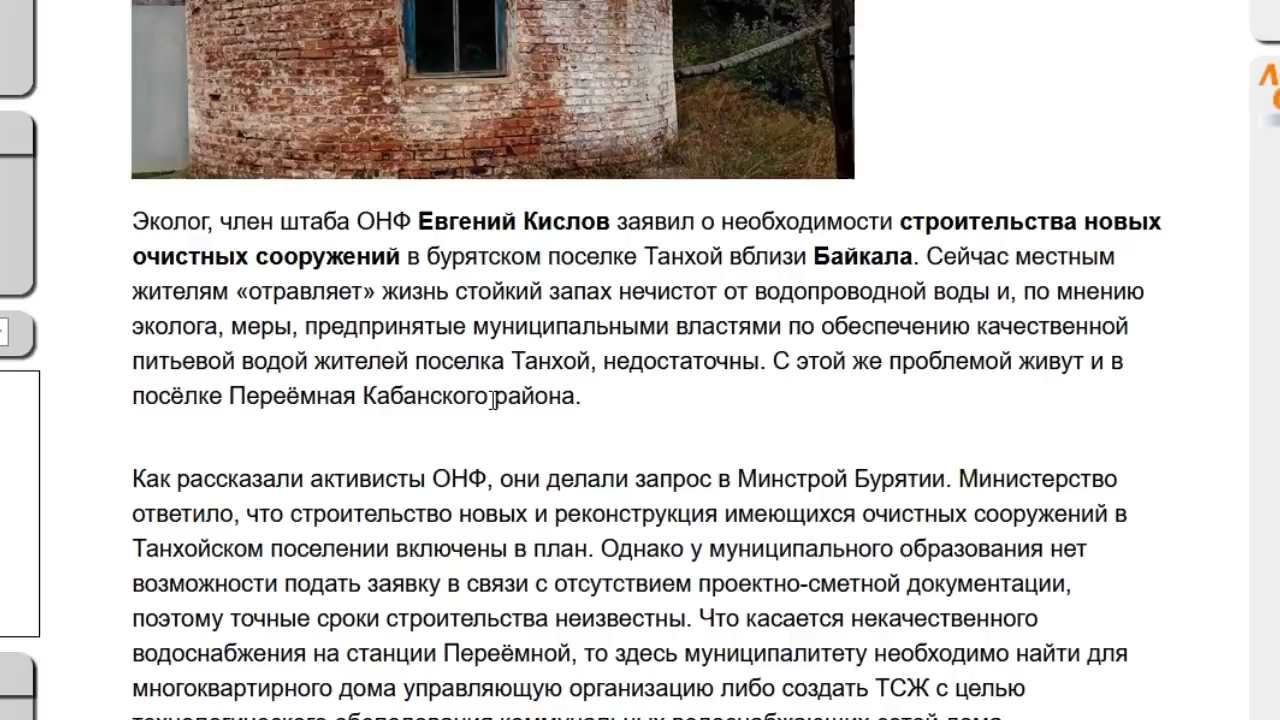 Эколог, член штаба ОНФ Евгений Кислов заявил о необходимости строительства новых
очистных сооружений в бурятском поселке Танхой вблизи Байкала. Сейчас местным
жителям «отравляет» жизнь стойкий запах нечистот от водопроводной воды и, по мнению
эколога, меры, предпринятые муниципальными властями по обеспечению качественной
питьевой водой жителей поселка Танхой, недостаточны. С этой же проблемой живут и в
посёлке Переёмная Кабанского района.
Как рассказали активисты ОНФ, они делали запрос в Минстрой Бурятии. Министерство
ответило, что строительство новых и реконструкция имеющихся очистных сооружений в
Танхойском поселении включены в план. Однако у муниципального образования нет
возможности подать заявку в связи с отсутствием проектно-сметной документации,
поэтому точные сроки строительства неизвестны. Что касается некачественного
водоснабжения на станции Переёмной, то здесь муниципалитету необходимо найти для
многоквартирного дома управляющую организацию либо создать ТСЖ с целью